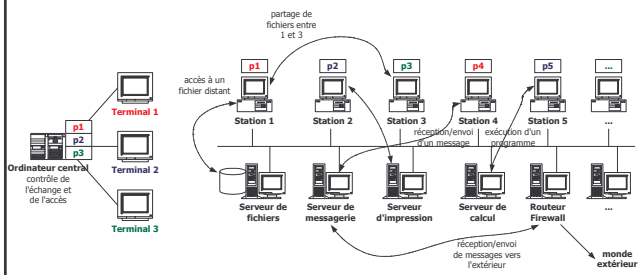 partage de
fichiers entre
1 et 3
p1
p2
p3
p4
p5
...
accès à un
fichier distant
Terminal 1
Station 1
Station 2
Station 3
Station 4
Station 5
...
p1
p2
p3
réception/envoi
d'un message
exécution d'un
programme
Ordinateur central
contrôle de
l'échange et
de l'accès
Terminal 2
Terminal 3
Serveur de
fichiers
Serveur de
messagerie
Serveur
d'impression
Serveur de
calcul
Routeur
Firewall
...
réception/envoi
de messages vers
l'extérieur
monde
extérieur